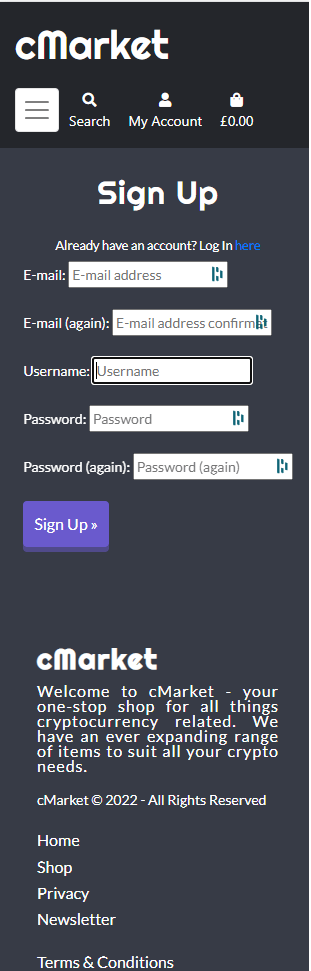 cMarket
Search My Account £0.00
Sign Up
Already have an account? Log In here
E-mail: E-mail address
E-mail (again): E-mail address confirmat
Username: Username
Password: Password
Password (again): Password (again)
Sign Up »
cMarket
Welcome to cMarket - your
one-stop shop for all things
cryptocurrency related. We
have an ever expanding range
of items to suit all your crypto
needs.
cMarket © 2022 - All Rights Reserved
Home
Shop
Privacy
Newsletter
Terms & Conditions